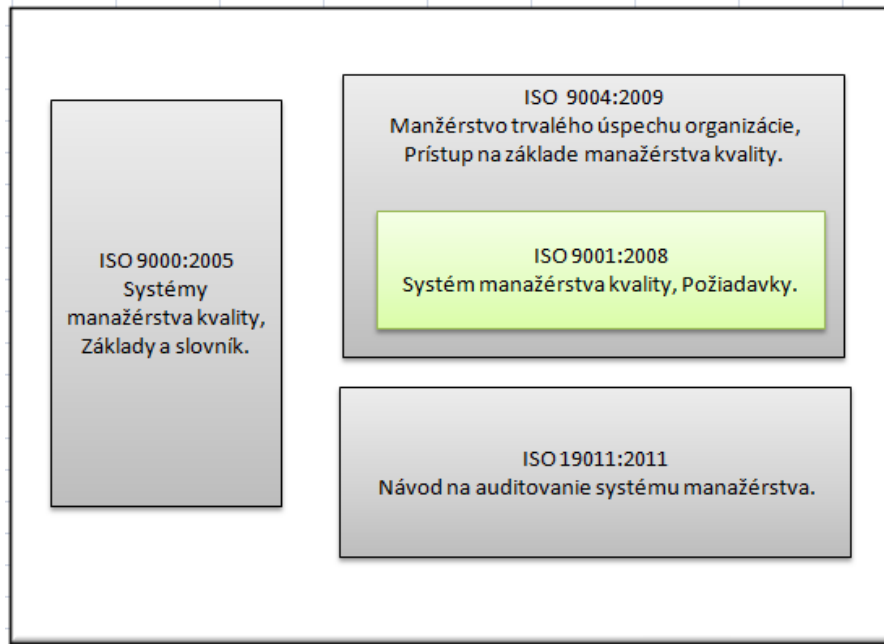 ISO 9000:2005
Systémy
manažérstva kvality,
Základy a slovník.
ISO 9004:2009
Manžérstvo trvalého úspechu organizácie,
Prístup na základe manažérstva kvality.
ISO 9001:2008
Systém manažérstva kvality, Požiadavky.
ISO 19011:2011
Návod na auditovanie systému manažérstva.